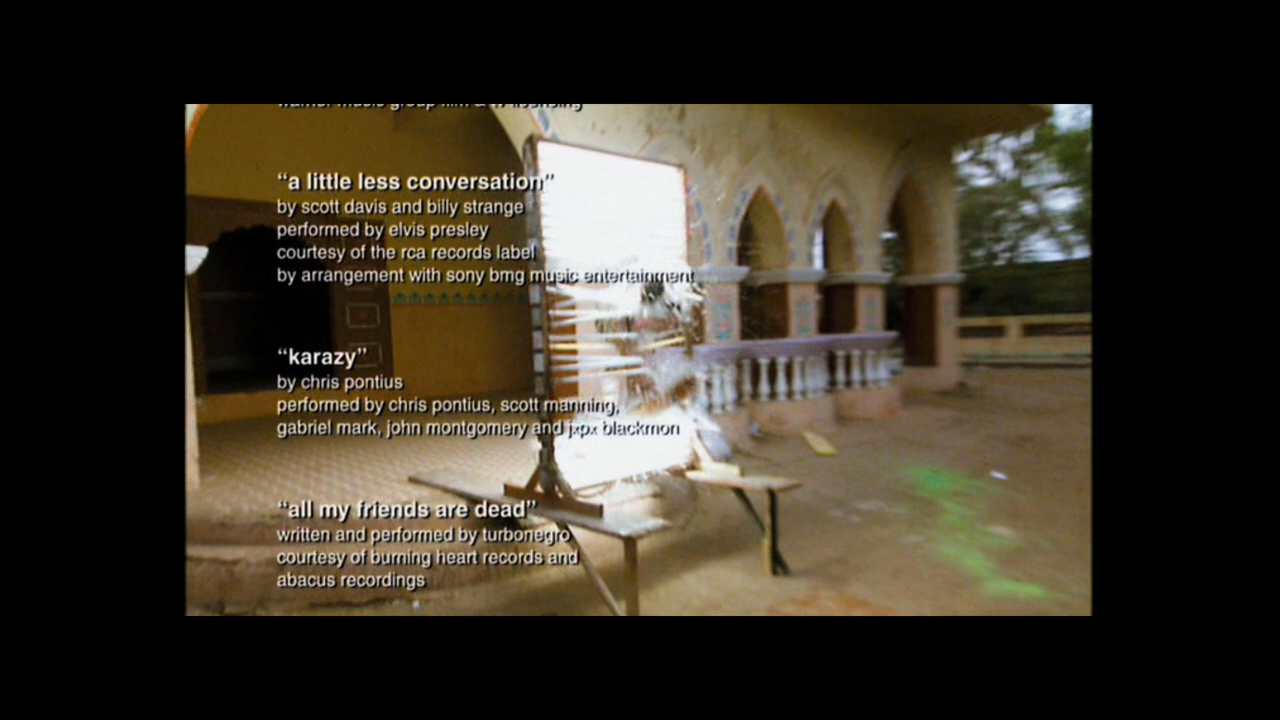 “a little less conversation”
by scott davis and billy strange
performed by elvis presley
courtesy of the rca records label
by arrangement with sony bmg music entertainment
“karazy”
by chris pontius
performed by chris pontius, scott manning,
gabriel mark, john montgomery and jxpx blackmon
“all my friends are dead”
written and performed by turbonegro
courtesy of burning heart records and
abacus recordings